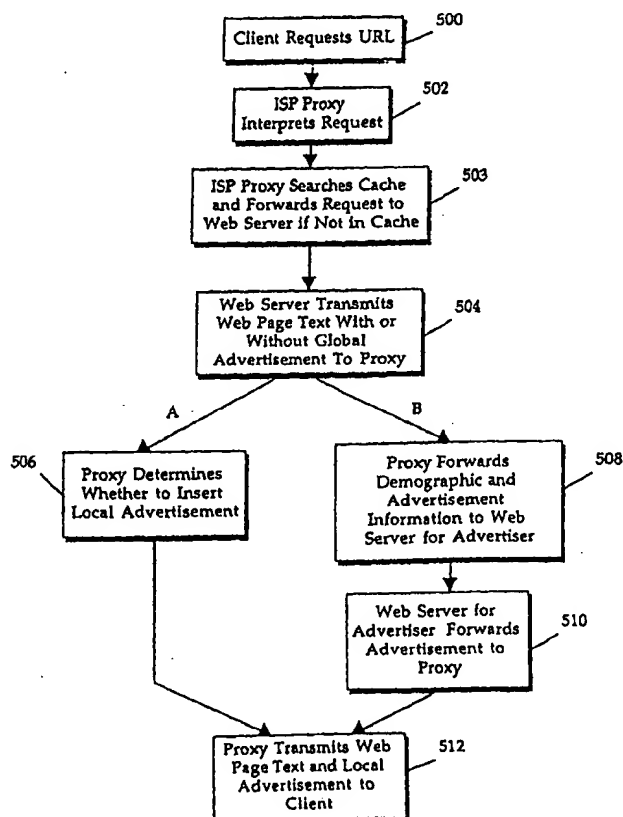 Client Requests URL
500
ISP Proxy
Interprets Request
502
ISP Proxy Searches Cache
and Forwards Request to
Web Server if Not in Cache
503
Web Server Transmits
Web Page Text With or
Without Global
Advertisement To Proxy
504
A
B
506
Proxy Determines
Whether to Insert
Local Advertisement
Proxy Forwards
Demographic and
Advertisement
Information to Web
Server for Advertiser
508
Web Server for
Advertiser Forwards
Advertisement to
Proxy
510
Proxy Transmits Web
Page Text and Local
Advertisement to
Client
512